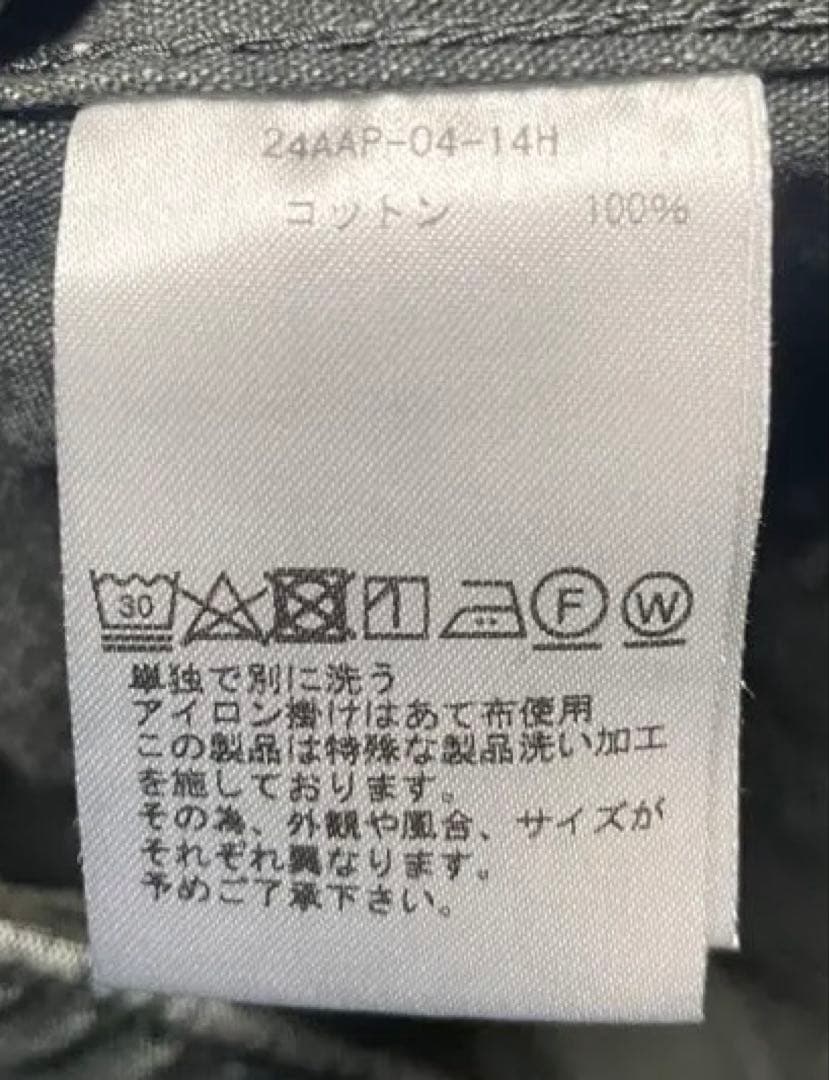 24AAP-04-14H
コットン 100%
30 F W
単独で別に洗う
アイロン掛けはあて布使用
この製品は特殊な製品洗い加工
を施しております。
その為、外観や風合、サイズが
それぞれ異なります。
予めご了承下さい。